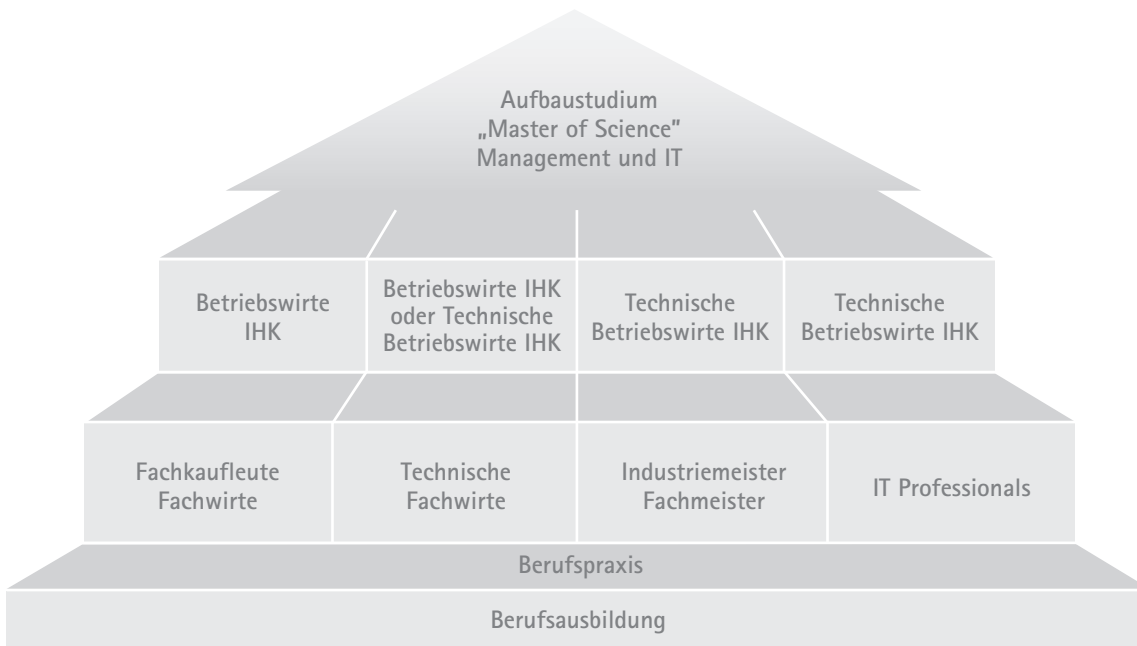 Aufbaustudium
„Master of Science”
Management und IT
Betriebswirte
IHK
Betriebswirte IHK
oder Technische
Betriebswirte IHK
Technische
Betriebswirte IHK
Technische
Betriebswirte IHK
Fachkaufleute
Fachwirte
Technische
Fachwirte
Industriemeister
Fachmeister
IT Professionals
Berufspraxis
Berufsausbildung